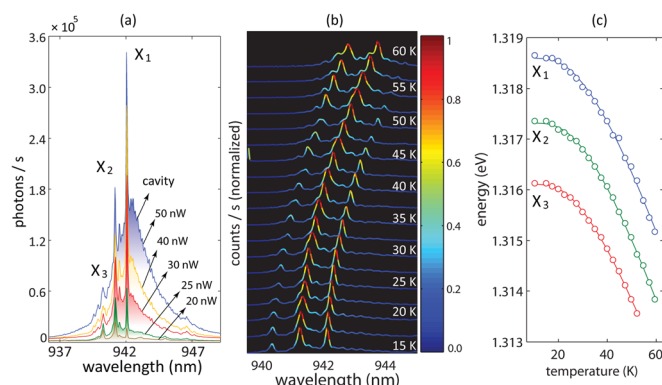 (a)
× 10⁵
3.6
3.0
2.4
1.8
1.2
0.6
0
photons / s
X₁
X₂
X₃
cavity
50 nW
40 nW
30 nW
25 nW
20 nW
937
942
947
wavelength (nm)
(b)
counts / s (normalized)
60 K
55 K
50 K
45 K
40 K
35 K
30 K
25 K
20 K
15 K
940
942
944
wavelength (nm)
1
0.8
0.6
0.4
0.2
0.0
(c)
1.319
1.318
1.317
1.316
1.315
1.314
1.313
energy (eV)
X₁
X₂
X₃
20
40
60
temperature (K)